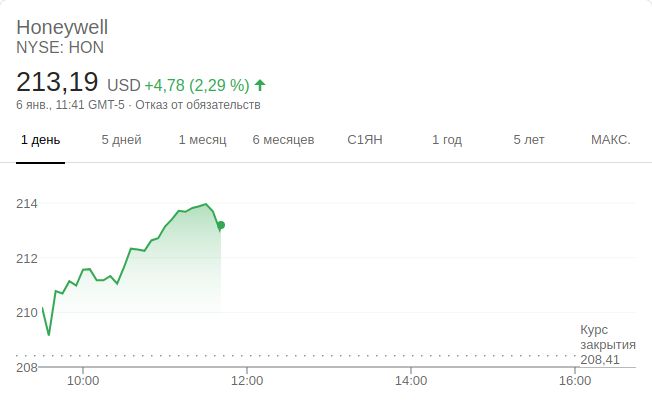 Honeywell
NYSE: HON
213,19 USD +4,78 (2,29 %)
6 янв., 11:41 GMT-5 · Отказ от обязательств
1 день 5 дней 1 месяц 6 месяцев С1ЯН 1 год 5 лет МАКС.
214
212
210
Курс
закрытия
208,41
208
10:00 12:00 14:00 16:00